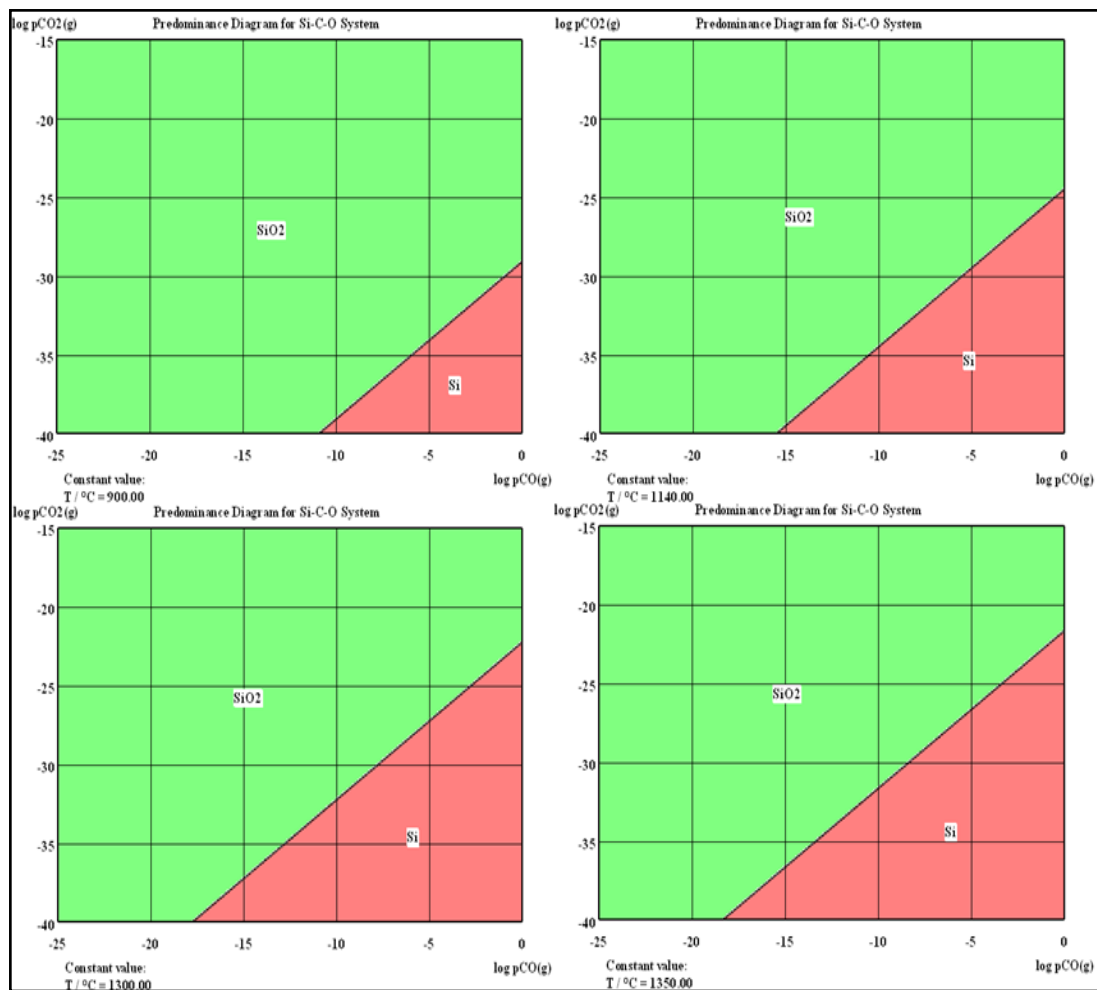 log pCO2(g) Predominance Diagram for Si-C-O System
-15
-20
-25
-30
-35
-40
SiO2
Si
-25 -20 -15 -10 -5 0
Constant value: log pCO(g)
T / °C = 900.00
log pCO2(g) Predominance Diagram for Si-C-O System
-15
-20
-25
-30
-35
-40
SiO2
Si
-25 -20 -15 -10 -5 0
Constant value: log pCO(g)
T / °C = 1140.00
log pCO2(g) Predominance Diagram for Si-C-O System
-15
-20
-25
-30
-35
-40
SiO2
Si
-25 -20 -15 -10 -5 0
Constant value: log pCO(g)
T / °C = 1300.00
log pCO2(g) Predominance Diagram for Si-C-O System
-15
-20
-25
-30
-35
-40
SiO2
Si
-25 -20 -15 -10 -5 0
Constant value: log pCO(g)
T / °C = 1350.00